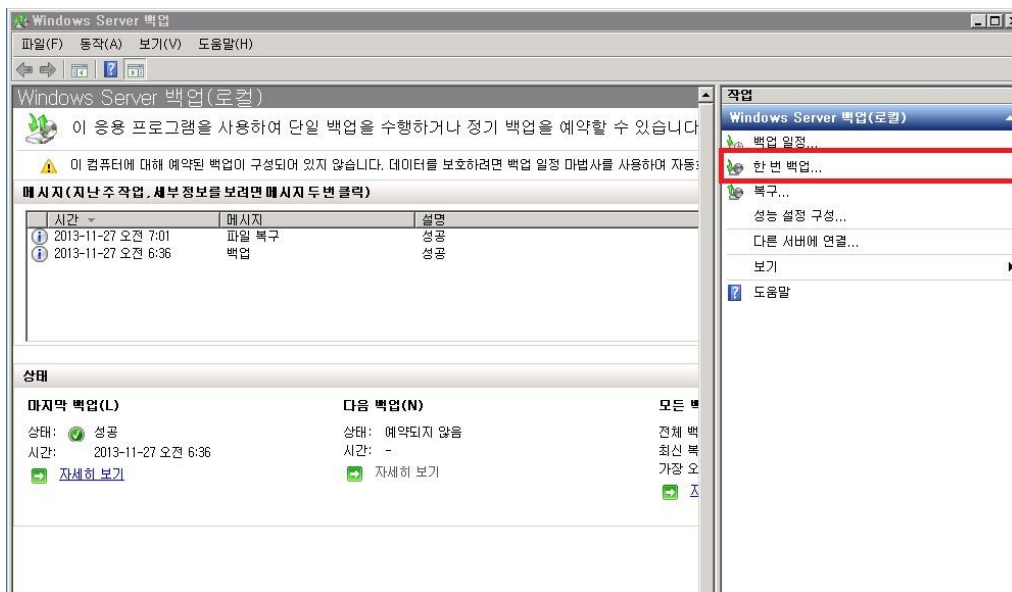 Windows Server 백업
파일(F) 동작(A) 보기(V) 도움말(H)
Windows Server 백업(로컬)
이 응용 프로그램을 사용하여 단일 백업을 수행하거나 정기 백업을 예약할 수 있습니다
이 컴퓨터에 대해 예약된 백업이 구성되어 있지 않습니다. 데이터를 보호하려면 백업 일정 마법사를 사용하여 자동
메시지(지난 주 작업, 세부 정보를 보려면 메시지 두 번 클릭)
시간 메시지 설명
2013-11-27 오전 7:01 파일 복구 성공
2013-11-27 오전 6:36 백업 성공
상태
마지막 백업(L)
상태: 성공
시간: 2013-11-27 오전 6:36
자세히 보기
다음 백업(N)
상태: 예약되지 않음
시간: -
자세히 보기
모든 백
전체 백
최신 복
가장 오
작업
Windows Server 백업(로컬)
백업 일정...
한 번 백업...
복구...
성능 설정 구성...
다른 서버에 연결...
보기
도움말